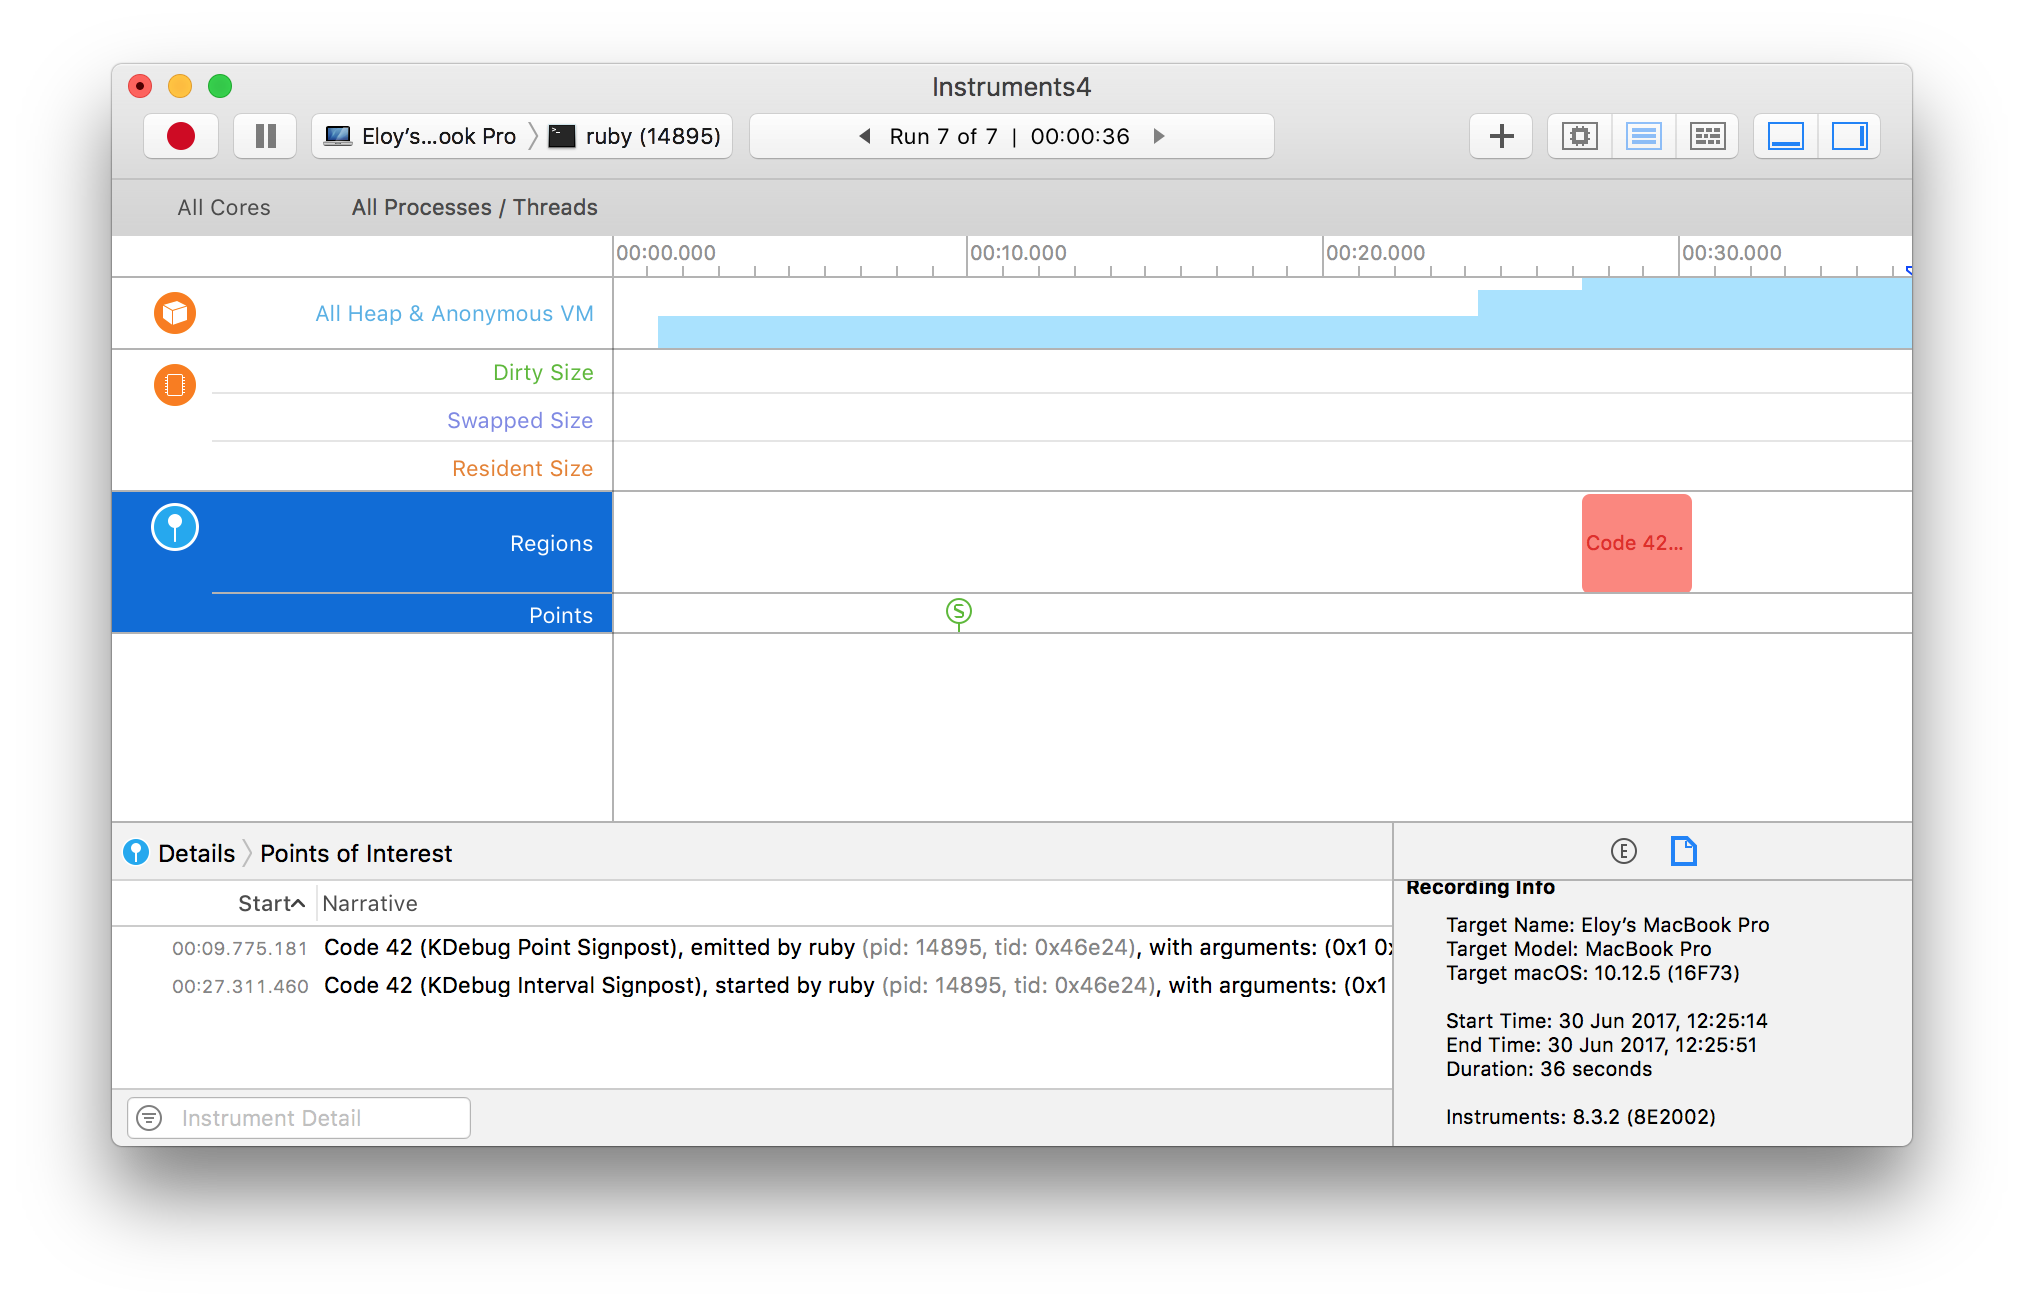 Instruments4
Eloy’s...ook Pro ruby (14895)
Run 7 of 7 | 00:00:36
All Cores All Processes / Threads
00:00.000 00:10.000 00:20.000 00:30.000
All Heap & Anonymous VM
Dirty Size
Swapped Size
Resident Size
Regions
Code 42...
Points
S
Details Points of Interest
E
Start Narrative
00:09.775.181 Code 42 (KDebug Point Signpost), emitted by ruby (pid: 14895, tid: 0x46e24), with arguments: (0x1 0x
00:27.311.460 Code 42 (KDebug Interval Signpost), started by ruby (pid: 14895, tid: 0x46e24), with arguments: (0x1
Instrument Detail
Recording Info
Target Name: Eloy’s MacBook Pro
Target Model: MacBook Pro
Target macOS: 10.12.5 (16F73)
Start Time: 30 Jun 2017, 12:25:14
End Time: 30 Jun 2017, 12:25:51
Duration: 36 seconds
Instruments: 8.3.2 (8E2002)